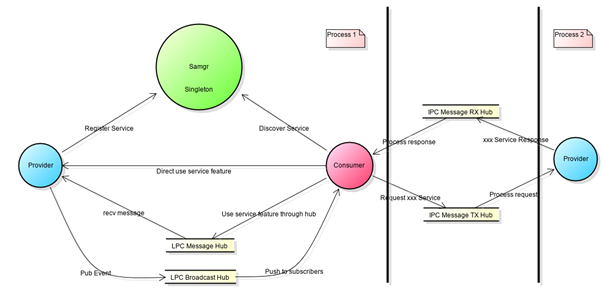 Process 1
Process 2
Samgr
Singleton
IPC Message RX Hub
Register Service
Discover Service
Process response
xxx Service Response
Provider
Direct use service feature
Consumer
Provider
Request xxx Service
Process request
recv message
Use service feature through hub
IPC Message TX Hub
LPC Message Hub
Pub Event
LPC Broadcast Hub
Push to subscribers